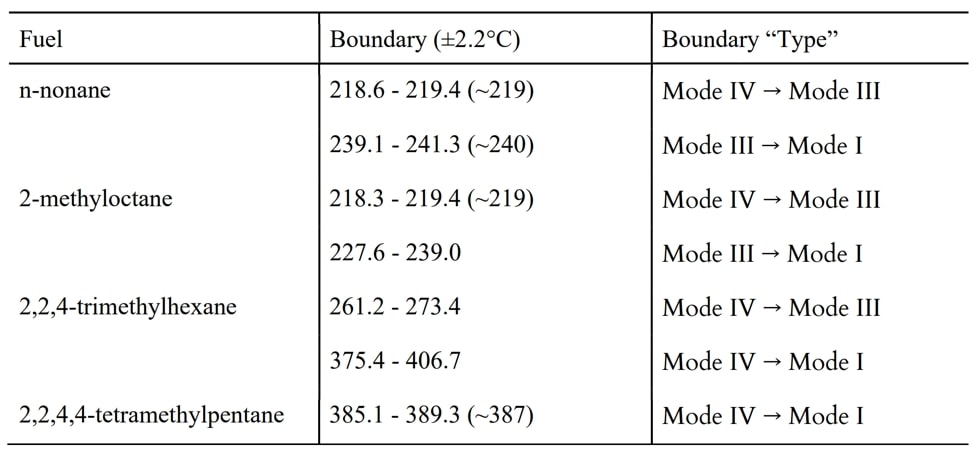 Fuel Boundary (±2.2°C) Boundary “Type”
n-nonane 218.6 - 219.4 (~219) Mode IV → Mode III
239.1 - 241.3 (~240) Mode III → Mode I
2-methyloctane 218.3 - 219.4 (~219) Mode IV → Mode III
227.6 - 239.0 Mode III → Mode I
2,2,4-trimethylhexane 261.2 - 273.4 Mode IV → Mode III
375.4 - 406.7 Mode IV → Mode I
2,2,4,4-tetramethylpentane 385.1 - 389.3 (~387) Mode IV → Mode I